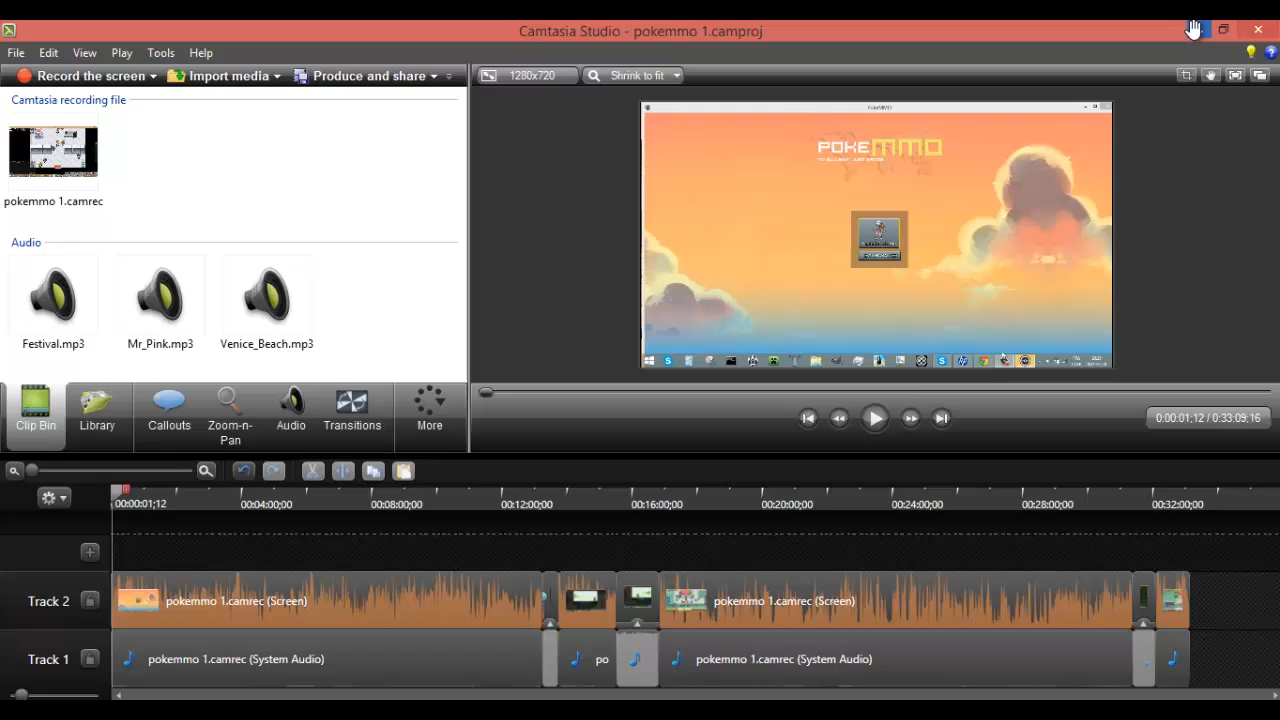 Camtasia Studio - pokemmo 1.camproj
File Edit View Play Tools Help
Record the screen Import media Produce and share
1280x720 Shrink to fit
Camtasia recording file
pokemmo 1.camrec
Audio
Festival.mp3 Mr_Pink.mp3 Venice_Beach.mp3
POKEMMO
Clip Bin Library Callouts Zoom-n-Pan Audio Transitions More
0:00:01;12 / 0:33:09;16
00:00:01;12 00:04:00;00 00:08:00;00 00:12:00;00 00:16:00;00 00:20:00;00 00:24:00;00 00:28:00;00 00:32:00;00
Track 2 pokemmo 1.camrec (Screen) pokemmo 1.camrec (Screen)
Track 1 pokemmo 1.camrec (System Audio) po pokemmo 1.camrec (System Audio)